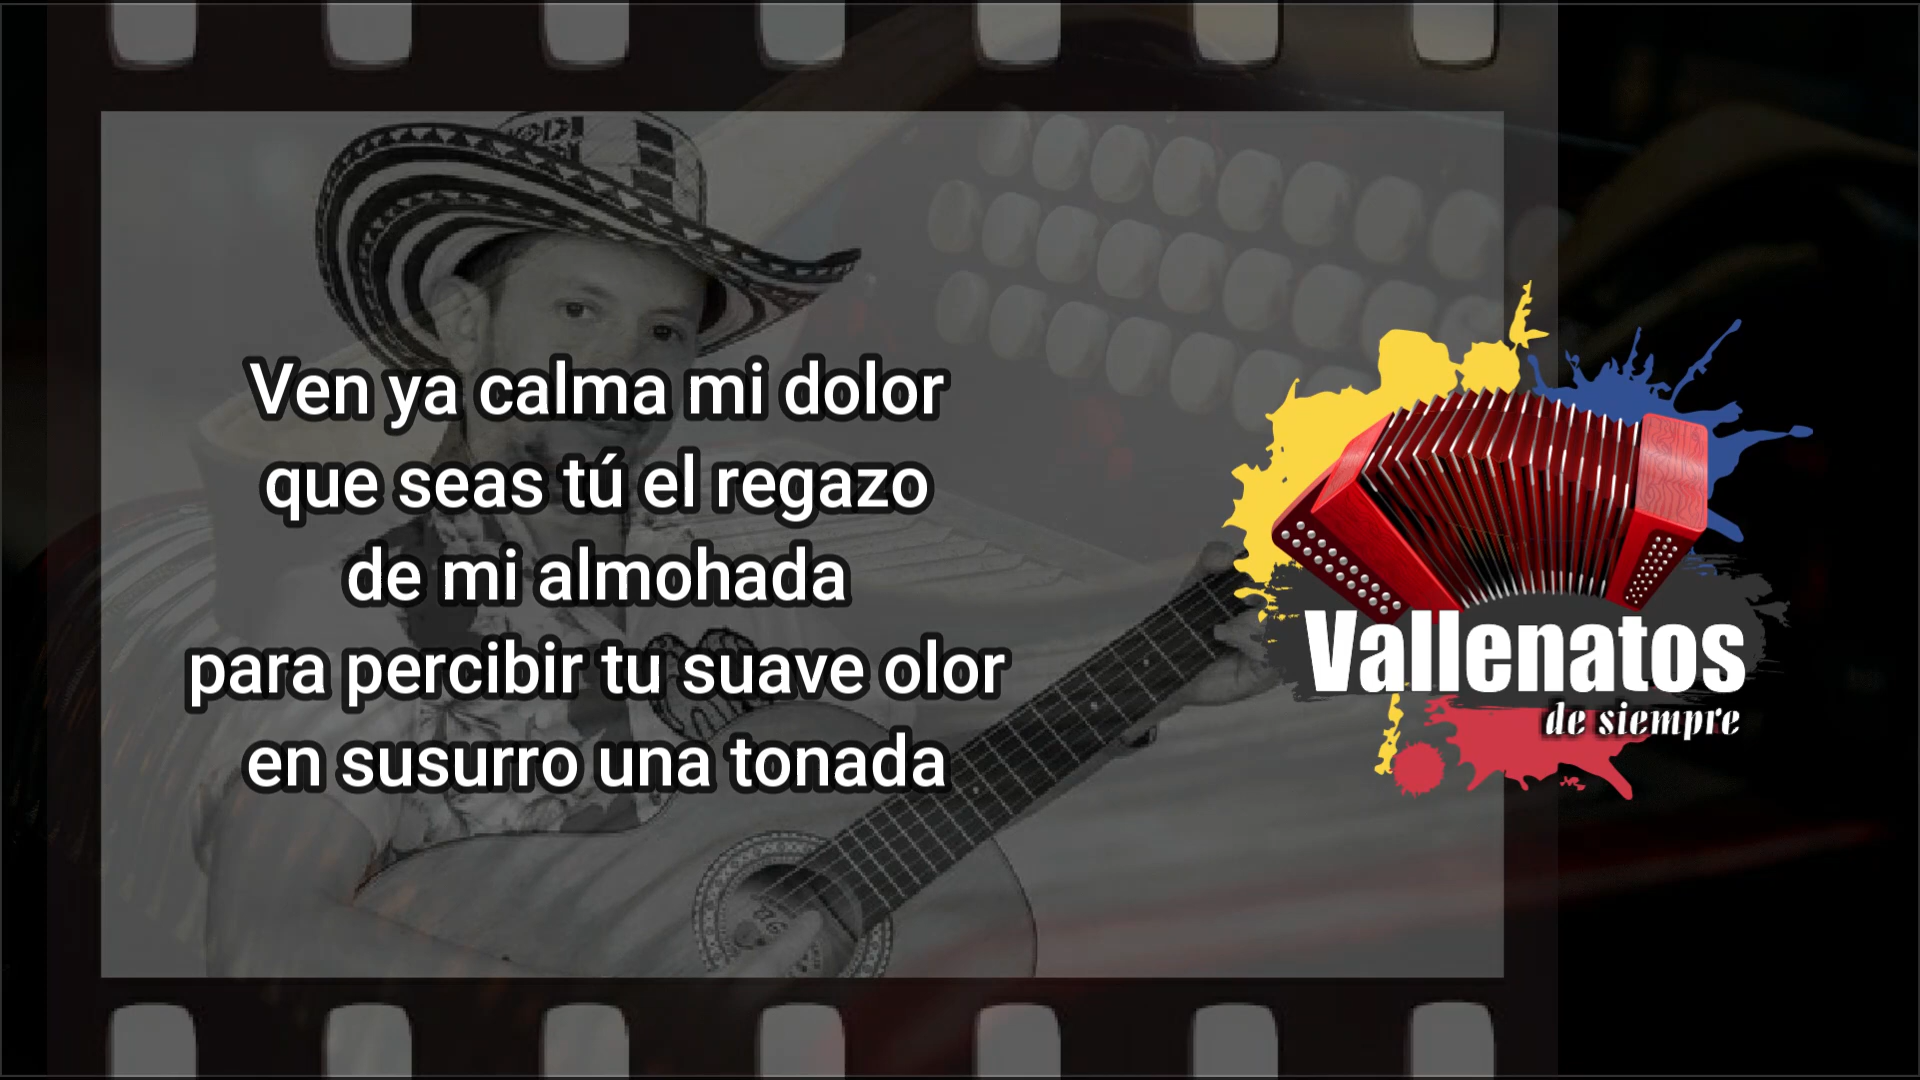 Ven ya calma mi dolor
que seas tú el regazo
de mi almohada
para percibir tu suave olor
en susurro una tonada
Vallenatos
de siempre